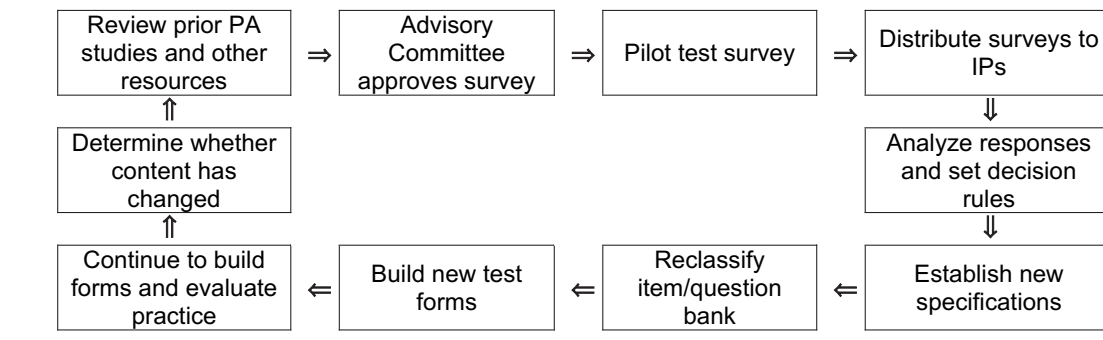 Review prior PA
studies and other
resources
⇒
Advisory
Committee
approves survey
⇒
Pilot test survey
⇒
Distribute surveys to
IPs
⇑
⇓
Determine whether
content has
changed
Analyze responses
and set decision
rules
⇑
⇓
Continue to build
forms and evaluate
practice
⇐
Build new test
forms
⇐
Reclassify
item/question
bank
⇐
Establish new
specifications